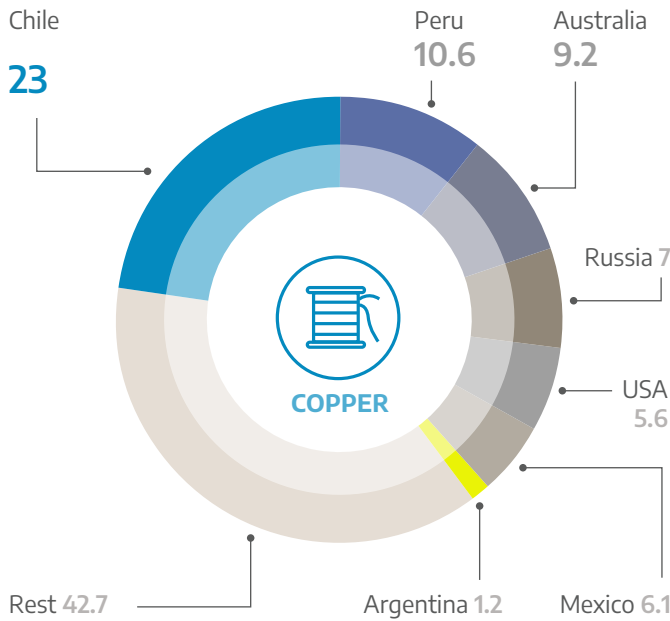 Chile
23
Peru
10.6
Australia
9.2
Russia 7
USA
5.6
COPPER
Rest 42.7
Argentina 1.2
Mexico 6.1